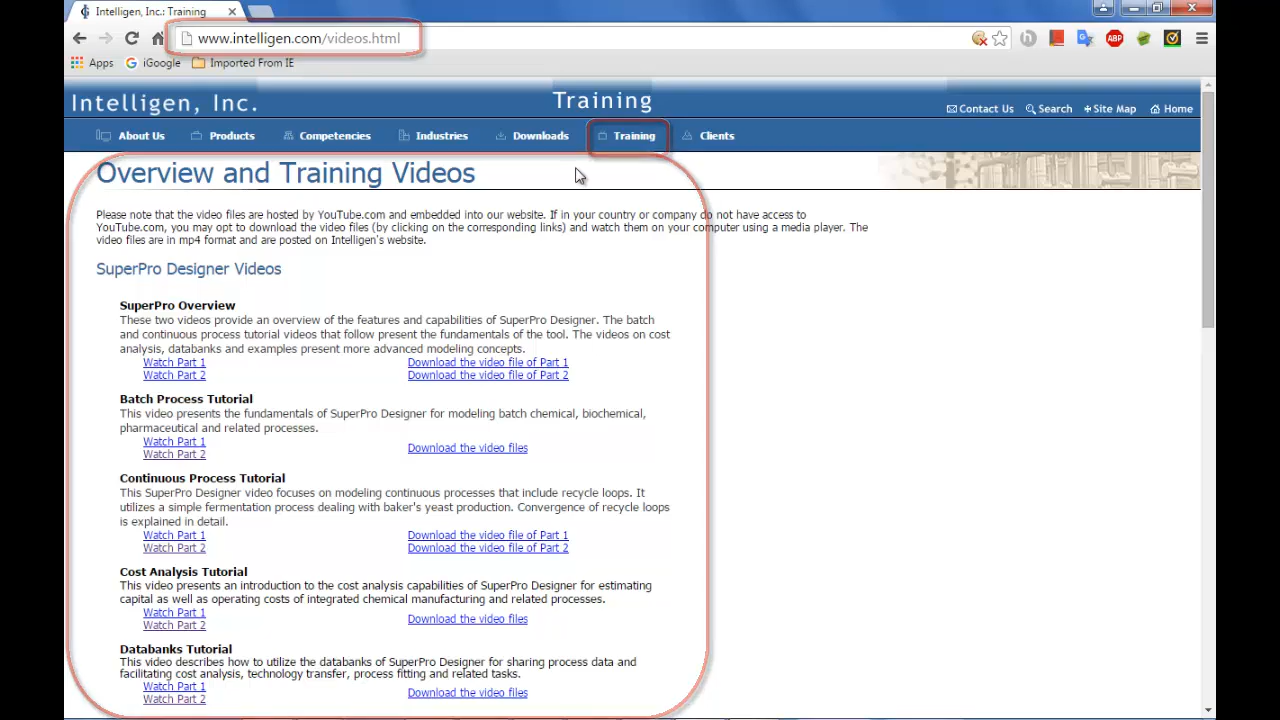 Intelligen, Inc.: Training
www.intelligen.com/videos.html
Apps iGoogle Imported From IE
Intelligen, Inc. Training
Contact Us Search Site Map Home
About Us Products Competencies Industries Downloads Training Clients
Overview and Training Videos
Please note that the video files are hosted by YouTube.com and embedded into our website. If in your country or company do not have access to
YouTube.com, you may opt to download the video files (by clicking on the corresponding links) and watch them on your computer using a media player. The
video files are in mp4 format and are posted on Intelligen's website.
SuperPro Designer Videos
SuperPro Overview
These two videos provide an overview of the features and capabilities of SuperPro Designer. The batch
and continuous process tutorial videos that follow present the fundamentals of the tool. The videos on cost
analysis, databanks and examples present more advanced modeling concepts.
Watch Part 1 Download the video file of Part 1
Watch Part 2 Download the video file of Part 2
Batch Process Tutorial
This video presents the fundamentals of SuperPro Designer for modeling batch chemical, biochemical,
pharmaceutical and related processes.
Watch Part 1
Download the video files
Watch Part 2
Continuous Process Tutorial
This SuperPro Designer video focuses on modeling continuous processes that include recycle loops. It
utilizes a simple fermentation process dealing with baker's yeast production. Convergence of recycle loops
is explained in detail.
Watch Part 1 Download the video file of Part 1
Watch Part 2 Download the video file of Part 2
Cost Analysis Tutorial
This video presents an introduction to the cost analysis capabilities of SuperPro Designer for estimating
capital as well as operating costs of integrated chemical manufacturing and related processes.
Watch Part 1
Download the video files
Watch Part 2
Databanks Tutorial
This video describes how to utilize the databanks of SuperPro Designer for sharing process data and
facilitating cost analysis, technology transfer, process fitting and related tasks.
Watch Part 1
Download the video files
Watch Part 2
ABP